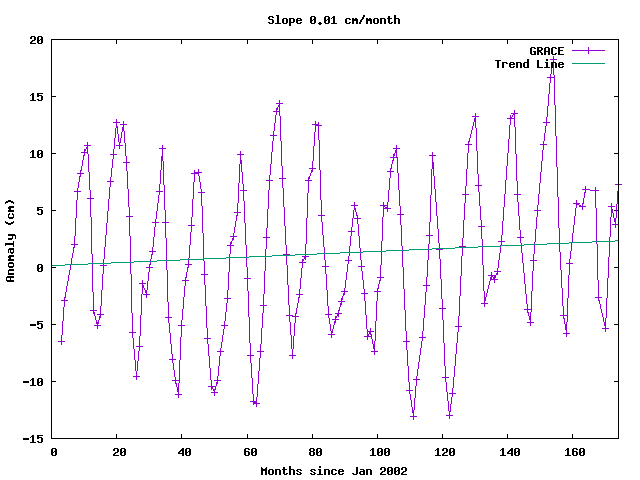 Slope 0.01 cm/month
GRACE
Trend Line
20
15
10
5
0
-5
-10
-15
Anomaly (cm)
0 20 40 60 80 100 120 140 160
Months since Jan 2002